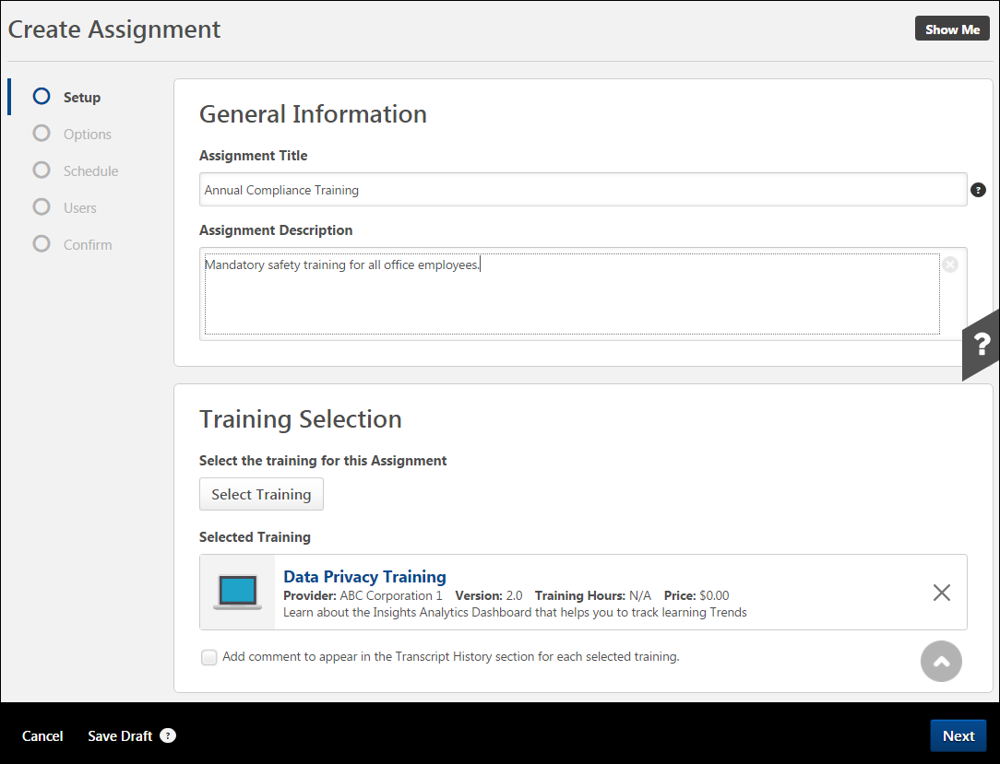 Create Assignment
Show Me
Setup
Options
Schedule
Users
Confirm
General Information
Assignment Title
Annual Compliance Training
?
Assignment Description
Mandatory safety training for all office employees.
?
Training Selection
Select the training for this Assignment
Select Training
Selected Training
Data Privacy Training
Provider: ABC Corporation 1 Version: 2.0 Training Hours: N/A Price: $0.00
Learn about the Insights Analytics Dashboard that helps you to track learning Trends
Add comment to appear in the Transcript History section for each selected training.
Cancel
Save Draft ?
Next